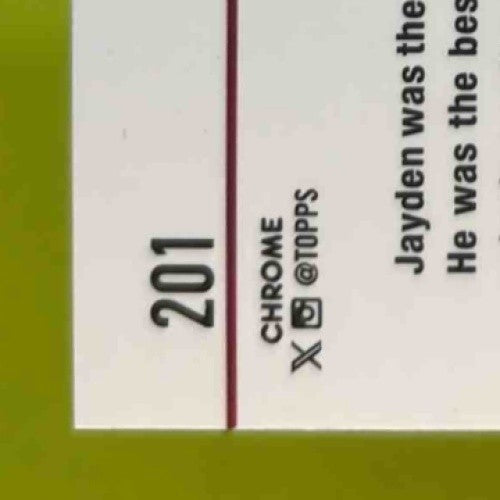 201
CHROME
X @TOPPS
Jayden was the
He was the bes